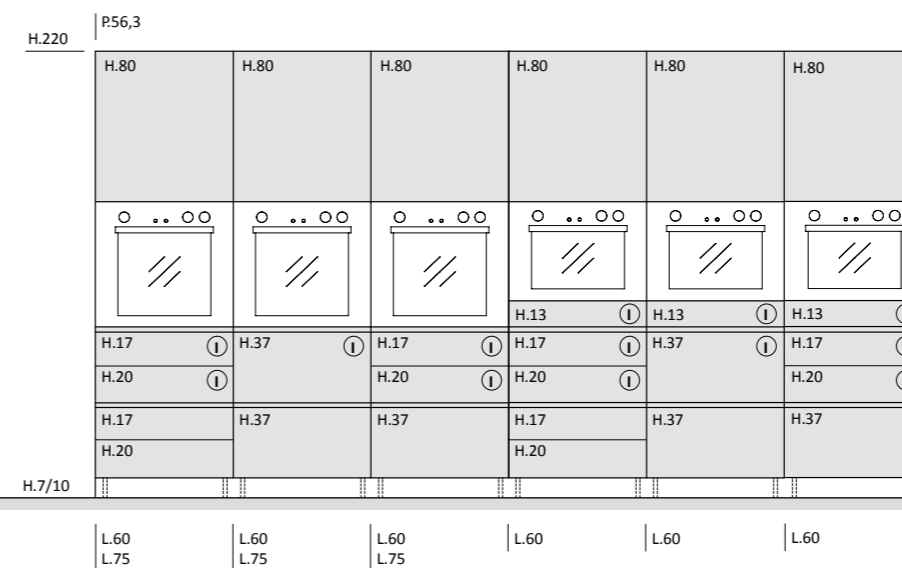 P.56,3
H.220
H.80 H.80 H.80 H.80 H.80 H.80
H.13 H.13 H.13
H.17 H.37 H.17 H.17 H.37 H.17
H.20 H.20 H.20 H.20
H.17 H.37 H.37 H.17 H.37 H.37
H.20 H.20
H.7/10
L.60 L.60 L.60 L.60 L.60 L.60
L.75 L.75 L.75